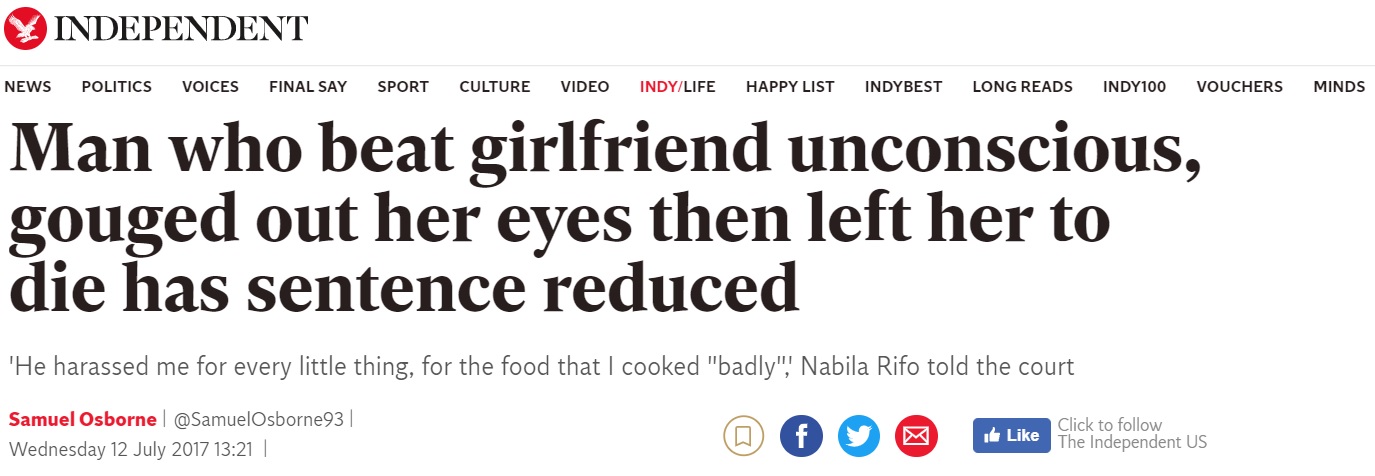 INDEPENDENT
NEWS POLITICS VOICES FINAL SAY SPORT CULTURE VIDEO INDY/LIFE HAPPY LIST INDYBEST LONG READS INDY100 VOUCHERS MINDS
Man who beat girlfriend unconscious,
gouged out her eyes then left her to
die has sentence reduced
'He harassed me for every little thing, for the food that I cooked "badly",' Nabila Rifo told the court
Samuel Osborne | @SamuelOsborne93 |
Wednesday 12 July 2017 13:21 |
f
Like
Click to follow
The Independent US